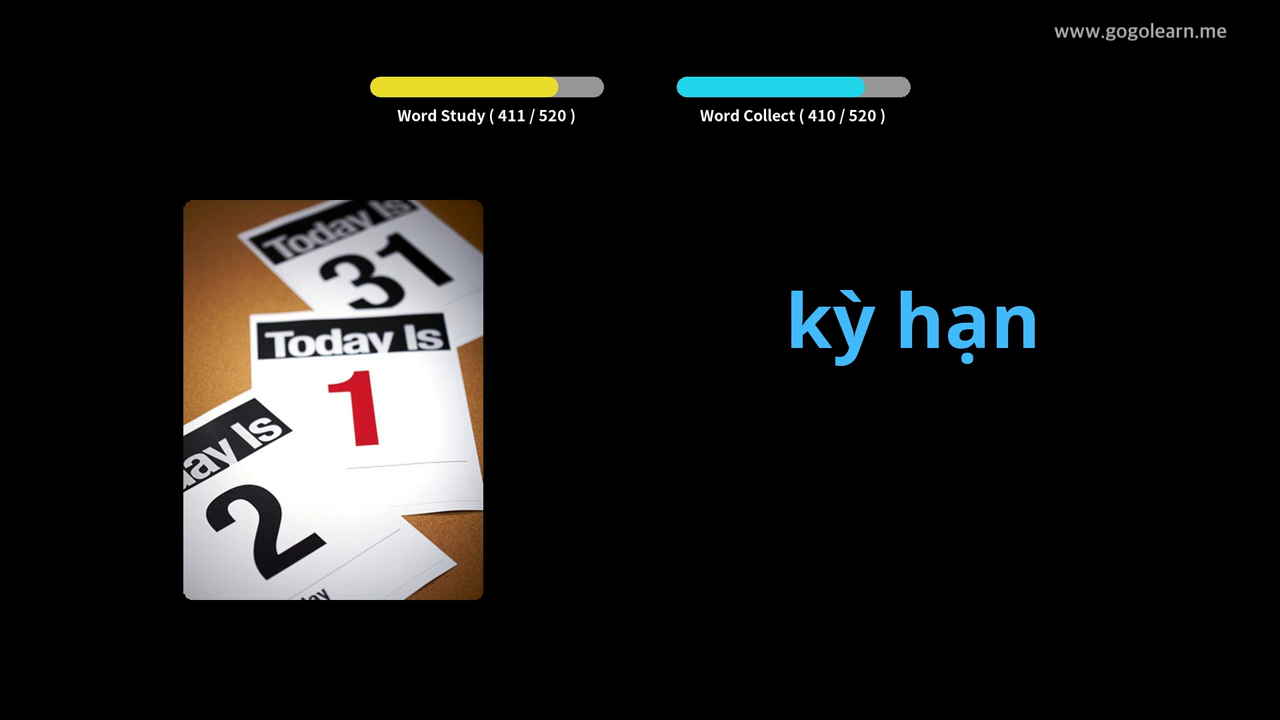 www.gogolearn.me
Word Study ( 411 / 520 )
Word Collect ( 410 / 520 )
Today Is
31
Today Is
1
ay Is
2
kỳ hạn